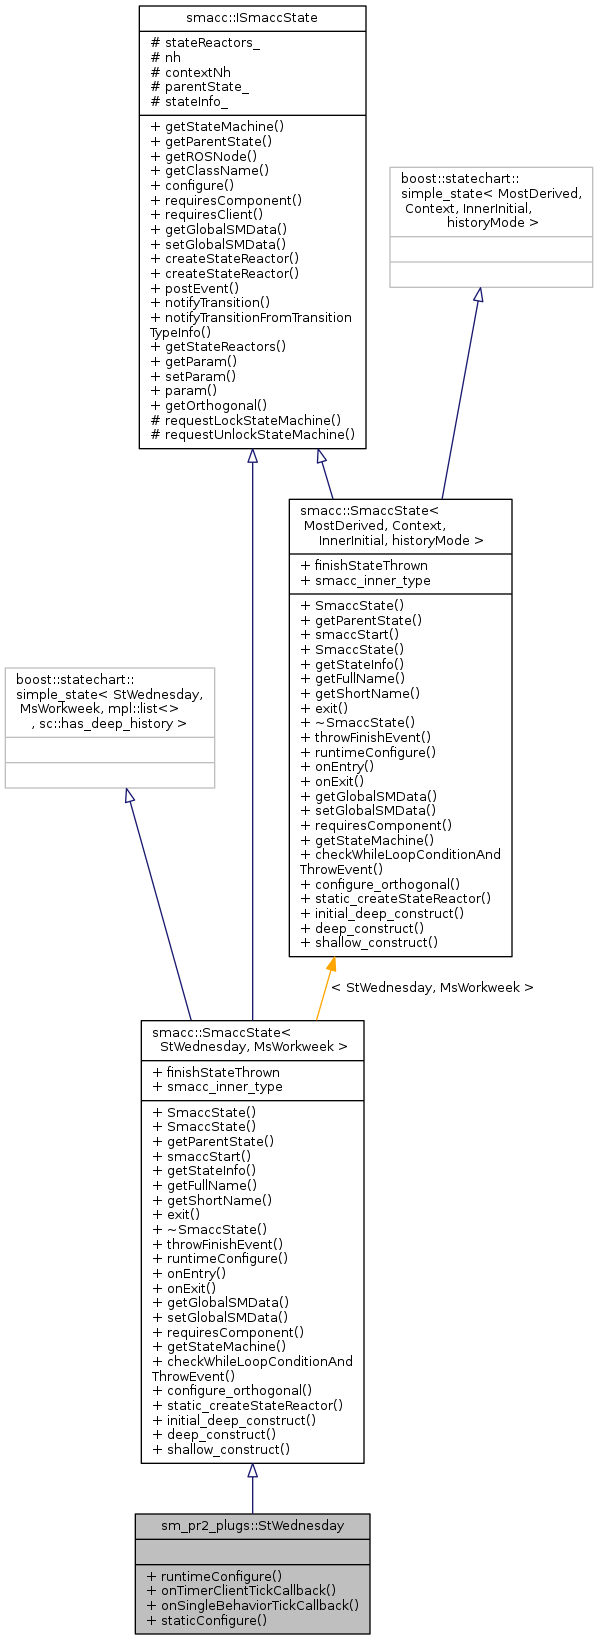 smacc::ISmaccState
# stateReactors_
# nh
# contextNh
# parentState_
# stateInfo_
+ getStateMachine()
+ getParentState()
+ getROSNode()
+ getClassName()
+ configure()
+ requiresComponent()
+ requiresClient()
+ getGlobalSMData()
+ setGlobalSMData()
+ createStateReactor()
+ createStateReactor()
+ postEvent()
+ notifyTransition()
+ notifyTransitionFromTransition
TypeInfo()
+ getStateReactors()
+ getParam()
+ setParam()
+ param()
+ getOrthogonal()
# requestLockStateMachine()
# requestUnlockStateMachine()
boost::statechart::
simple_state< MostDerived,
Context, InnerInitial,
historyMode >
smacc::SmaccState<
MostDerived, Context,
InnerInitial, historyMode >
+ finishStateThrown
+ smacc_inner_type
+ SmaccState()
+ getParentState()
+ smaccStart()
+ SmaccState()
+ getStateInfo()
+ getFullName()
+ getShortName()
+ exit()
+ ~SmaccState()
+ throwFinishEvent()
+ runtimeConfigure()
+ onEntry()
+ onExit()
+ getGlobalSMData()
+ setGlobalSMData()
+ requiresComponent()
+ getStateMachine()
+ checkWhileLoopConditionAnd
ThrowEvent()
+ configure_orthogonal()
+ static_createStateReactor()
+ initial_deep_construct()
+ deep_construct()
+ shallow_construct()
boost::statechart::
simple_state< StWednesday,
MsWorkweek, mpl::list<>
, sc::has_deep_history >
< StWednesday, MsWorkweek >
smacc::SmaccState<
StWednesday, MsWorkweek >
+ finishStateThrown
+ smacc_inner_type
+ SmaccState()
+ SmaccState()
+ getParentState()
+ smaccStart()
+ getStateInfo()
+ getFullName()
+ getShortName()
+ exit()
+ ~SmaccState()
+ throwFinishEvent()
+ runtimeConfigure()
+ onEntry()
+ onExit()
+ getGlobalSMData()
+ setGlobalSMData()
+ requiresComponent()
+ getStateMachine()
+ checkWhileLoopConditionAnd
ThrowEvent()
+ configure_orthogonal()
+ static_createStateReactor()
+ initial_deep_construct()
+ deep_construct()
+ shallow_construct()
sm_pr2_plugs::StWednesday
+ runtimeConfigure()
+ onTimerClientTickCallback()
+ onSingleBehaviorTickCallback()
+ staticConfigure()